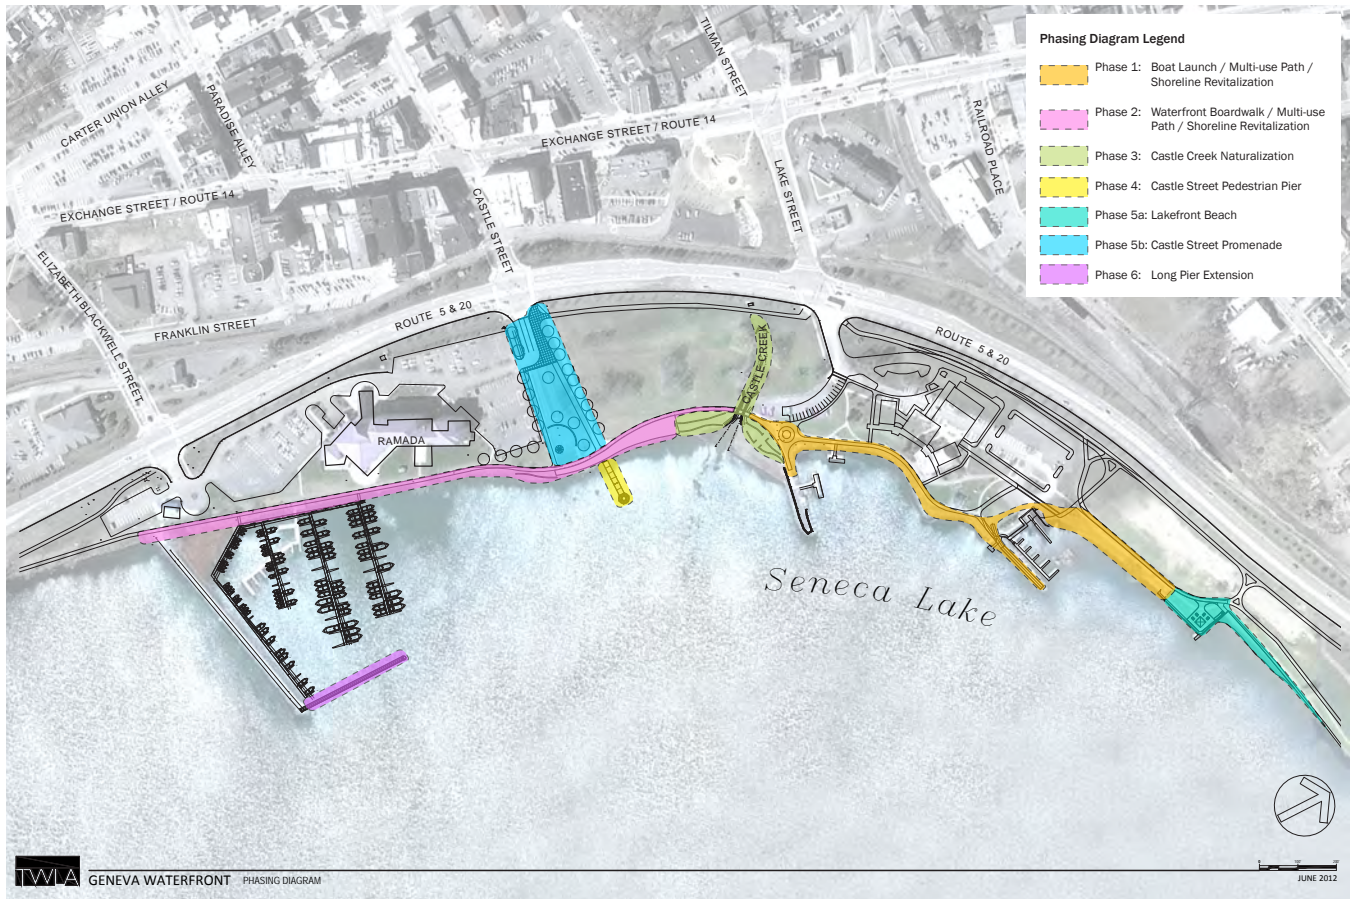 Phasing Diagram Legend
Phase 1: Boat Launch / Multi-use Path /
Shoreline Revitalization
Phase 2: Waterfront Boardwalk / Multi-use
Path / Shoreline Revitalization
Phase 3: Castle Creek Naturalization
Phase 4: Castle Street Pedestrian Pier
Phase 5a: Lakefront Beach
Phase 5b: Castle Street Promenade
Phase 6: Long Pier Extension
TILMAN STREET
CARTER UNION ALLEY
PARADISE ALLEY
EXCHANGE STREET / ROUTE 14
RAILROAD PLACE
LAKE STREET
EXCHANGE STREET / ROUTE 14
CASTLE STREET
ELIZABETH BLACKWELL STREET
FRANKLIN STREET
ROUTE 5 & 20
ROUTE 5 & 20
CASTLE CREEK
RAMADA
Seneca Lake
TWLA
GENEVA WATERFRONT PHASING DIAGRAM
JUNE 2012